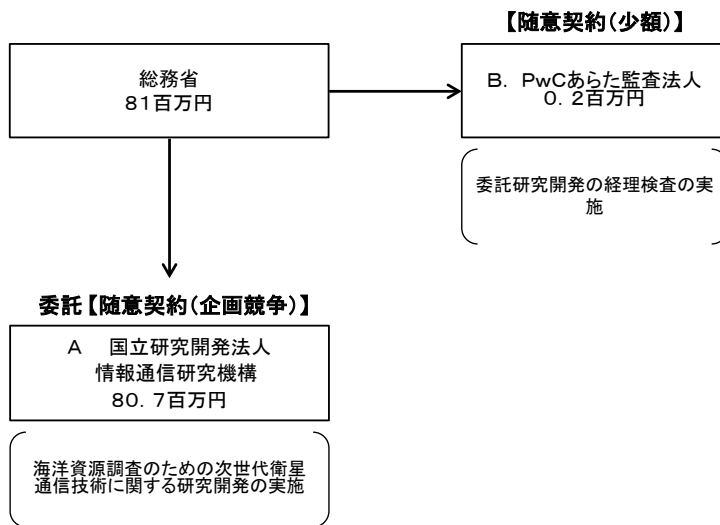 【随意契約(少額)】
総務省
81百万円
B. PwCあらた監査法人
0.2百万円
委託研究開発の経理検査の実
施
委託【随意契約(企画競争)】
A　国立研究開発法人
情報通信研究機構
80.7百万円
海洋資源調査のための次世代衛星
通信技術に関する研究開発の実施